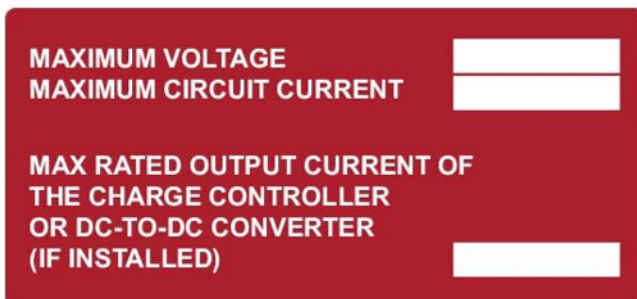 MAXIMUM VOLTAGE
MAXIMUM CIRCUIT CURRENT
MAX RATED OUTPUT CURRENT OF
THE CHARGE CONTROLLER
OR DC-TO-DC CONVERTER
(IF INSTALLED)